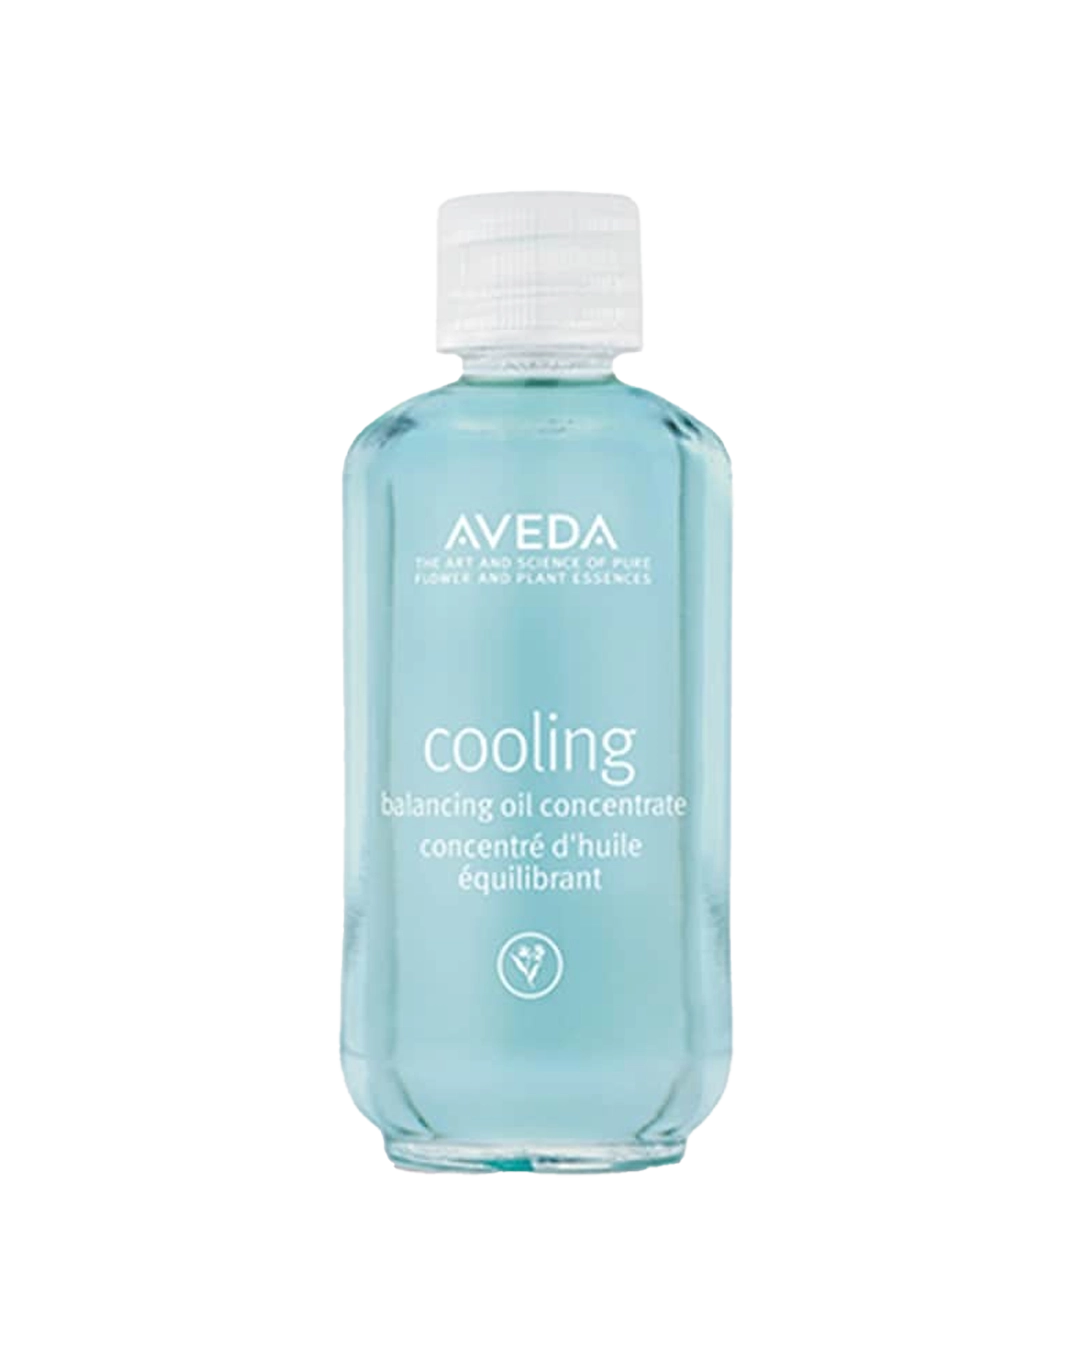 AVEDA
THE ART AND SCIENCE OF PURE
FLOWER AND PLANT ESSENCES
cooling
balancing oil concentrate
concentré d'huile
équilibrant